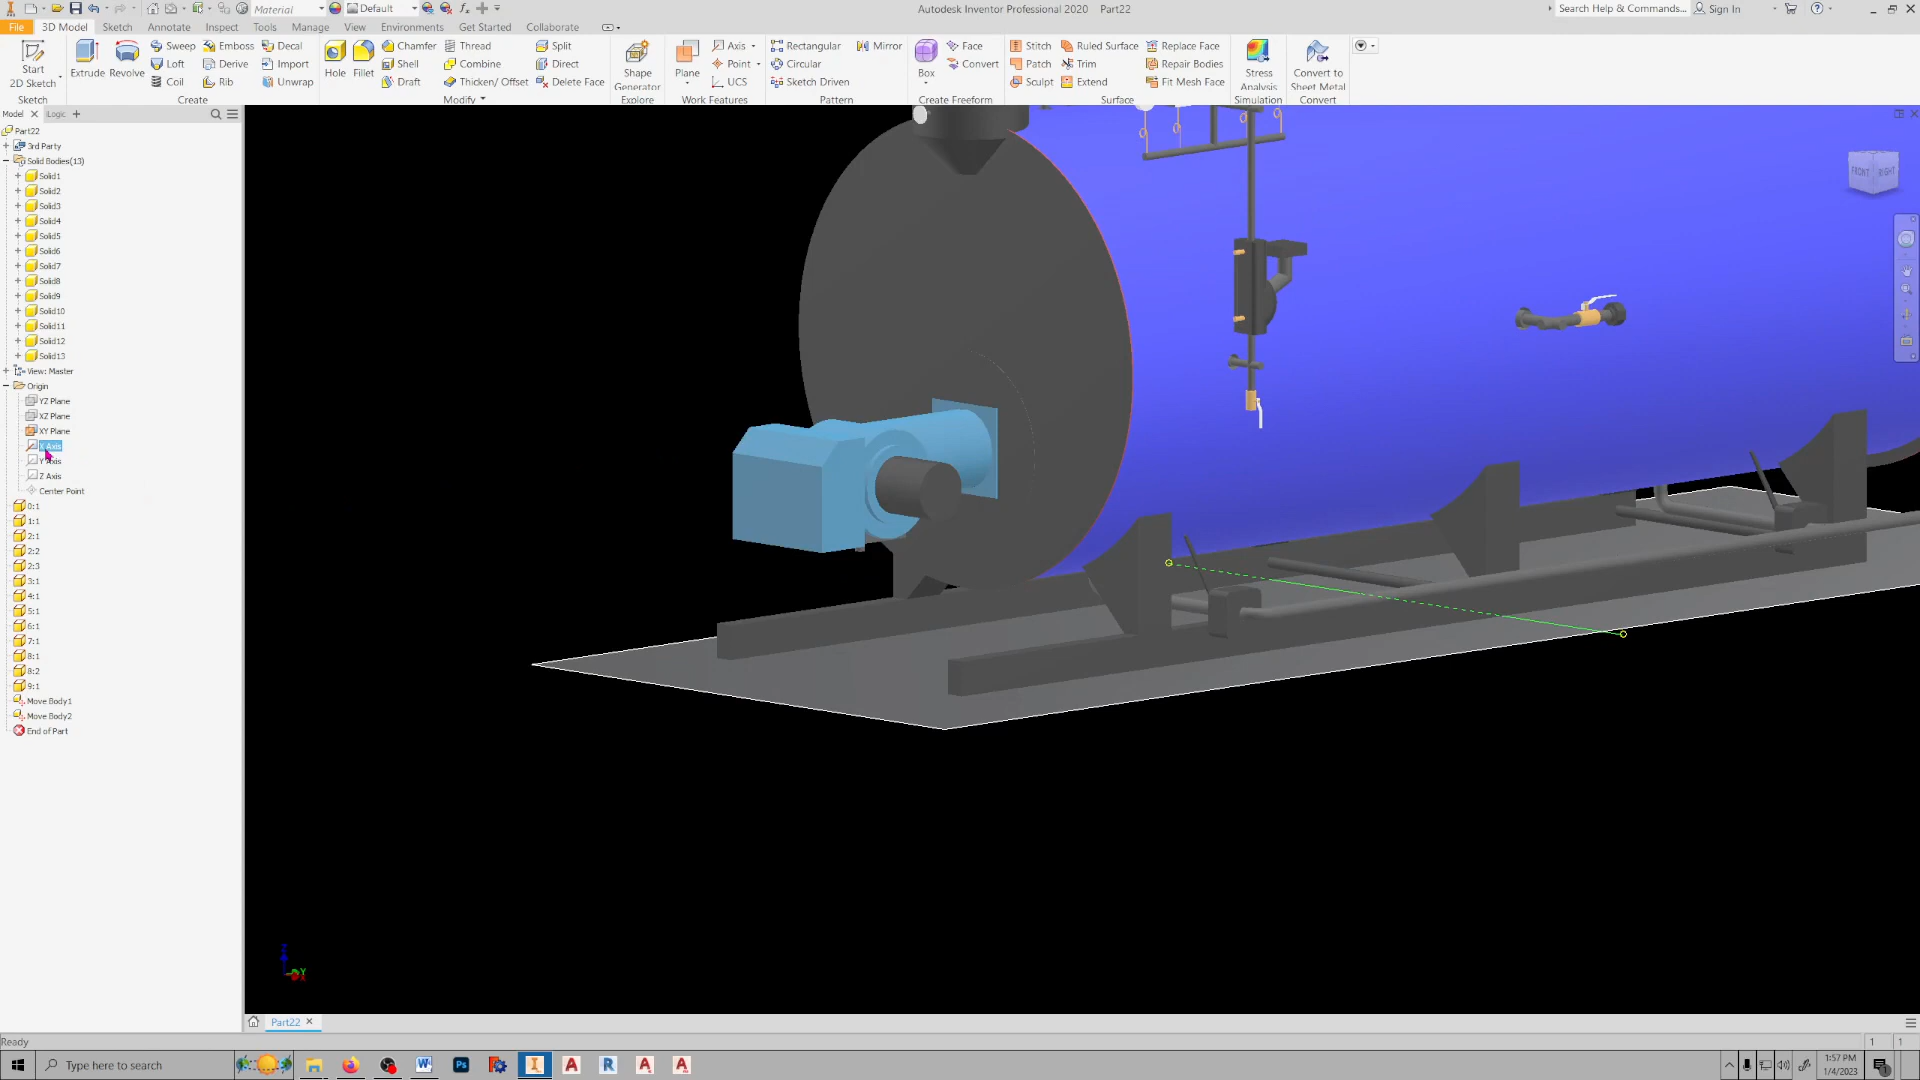 Material
Default
Autodesk Inventor Professional 2020 Part22
Search Help & Commands...
Sign In
File
3D Model
Sketch
Annotate
Inspect
Tools
Manage
View
Environments
Get Started
Collaborate
Start
2D Sketch
Sketch
Extrude
Revolve
Sweep
Loft
Coil
Emboss
Derive
Rib
Decal
Import
Unwrap
Create
Hole
Fillet
Chamfer
Shell
Draft
Thread
Combine
Thicken/ Offset
Split
Direct
Delete Face
Modify
Shape
Generator
Explore
Plane
Axis
Point
UCS
Work Features
Rectangular
Circular
Sketch Driven
Mirror
Pattern
Box
Face
Convert
Create Freeform
Stitch
Patch
Sculpt
Ruled Surface
Trim
Extend
Replace Face
Repair Bodies
Fit Mesh Face
Surface
Stress
Analysis
Simulation
Convert to
Sheet Metal
Convert
Model
Logic
Part22
3rd Party
Solid Bodies(13)
Solid1
Solid2
Solid3
Solid4
Solid5
Solid6
Solid7
Solid8
Solid9
Solid10
Solid11
Solid12
Solid13
View: Master
Origin
YZ Plane
XZ Plane
XY Plane
X Axis
Y Axis
Z Axis
Center Point
0:1
1:1
2:1
2:2
2:3
3:1
4:1
5:1
6:1
7:1
8:1
8:2
9:1
Move Body1
Move Body2
End of Part
FRONT
RIGHT
Z
Y
Part22
Ready
1 1
Type here to search
1:57 PM
1/4/2023